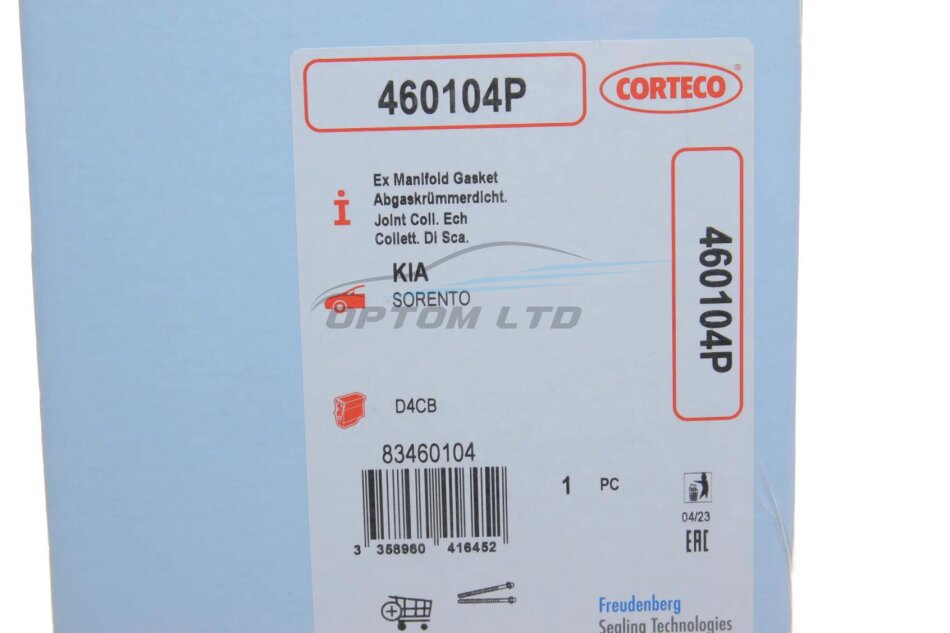 460104P
CORTECO®
Ex Manifold Gasket
Abgaskrümmerdicht.
Joint Coll. Ech
Collett. Di Sca.
460104P
KIA
SORENTO
OPTOM LTD
D4CB
83460104
1 PC
3 358960 416452
04/23
EAC
Freudenberg
Sealing Technologies